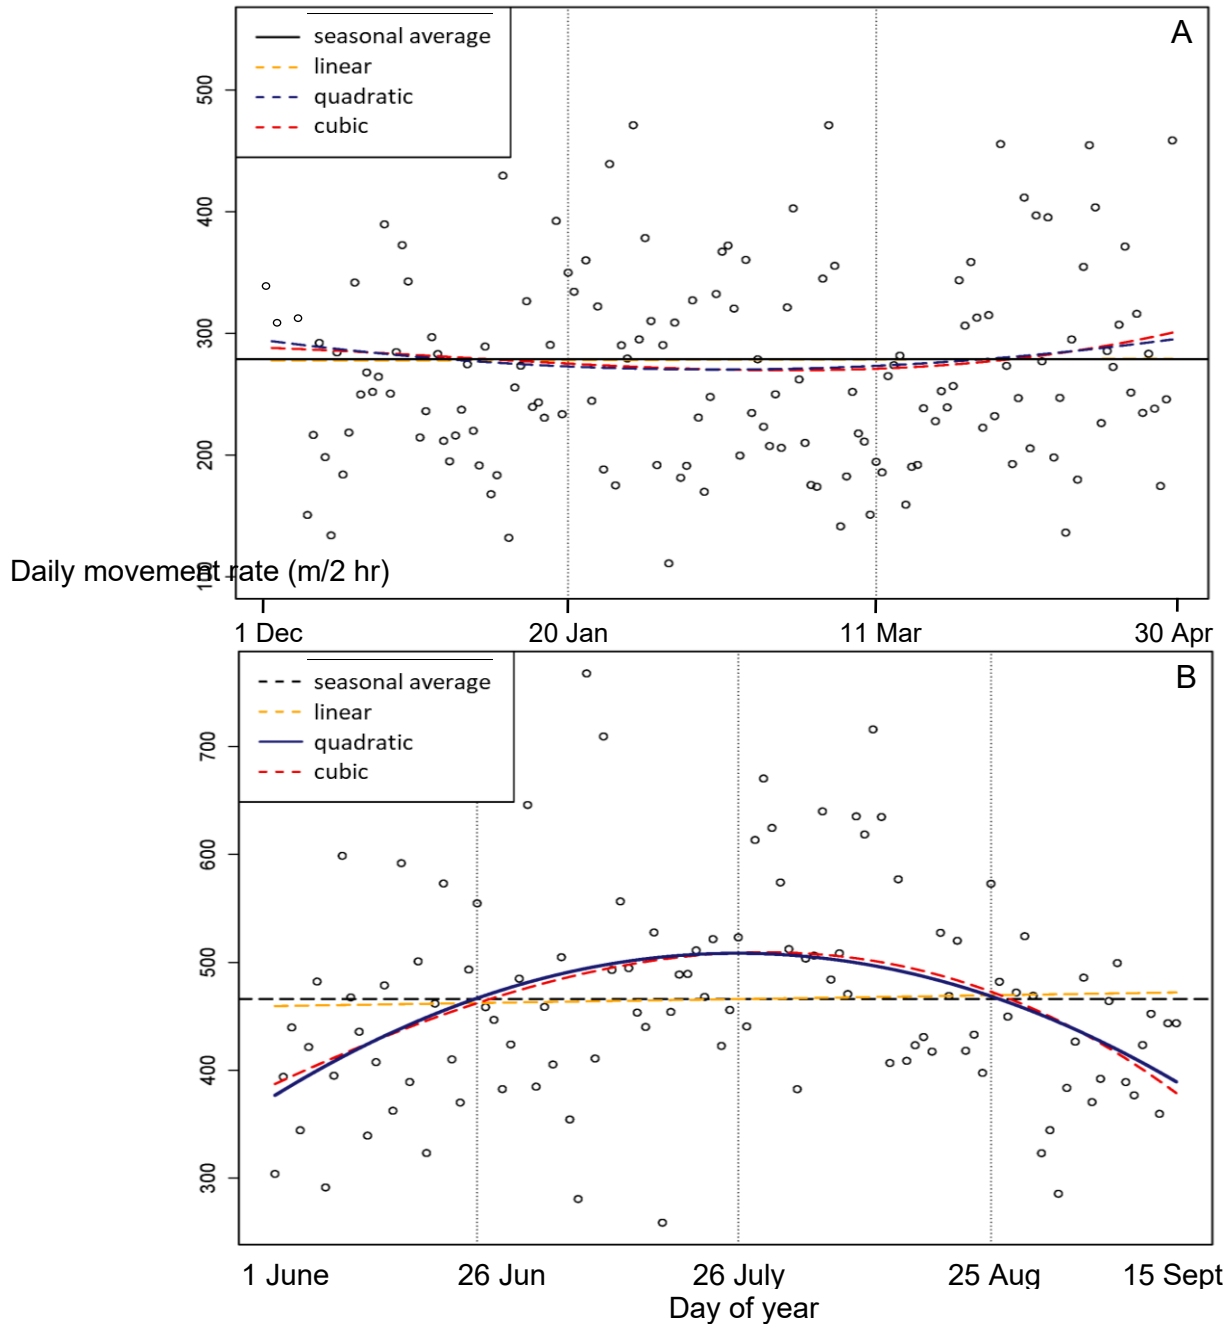 A
seasonal average
linear
quadratic
cubic
500
400
300
200
100
Daily movement rate (m/2 hr)
1 Dec
20 Jan
11 Mar
30 Apr
B
seasonal average
linear
quadratic
cubic
700
600
500
400
300
1 June
26 Jun
26 July
25 Aug
15 Sept
Day of year